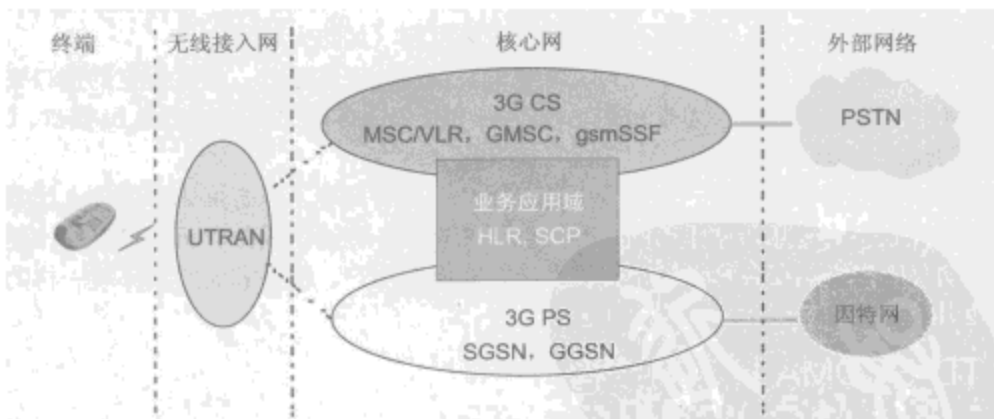 终端
无线接入网
核心网
外部网络
3G CS
MSC/VLR，GMSC，gsmSSF
PSTN
业务应用域
HLR, SCP
UTRAN
3G PS
SGSN，GGSN
因特网